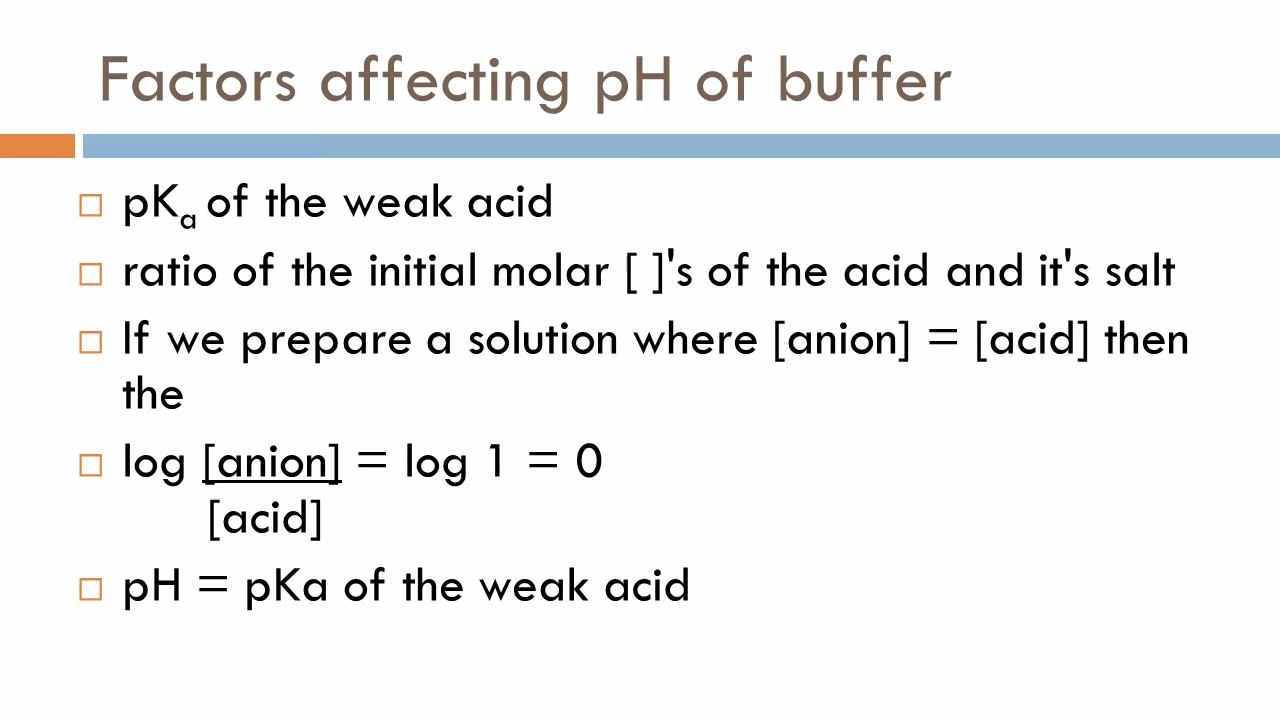 Factors affecting pH of buffer
pKa of the weak acid
ratio of the initial molar [ ]'s of the acid and it's salt
If we prepare a solution where [anion] = [acid] then
the
log [anion] = log 1 = 0
[acid]
pH = pKa of the weak acid